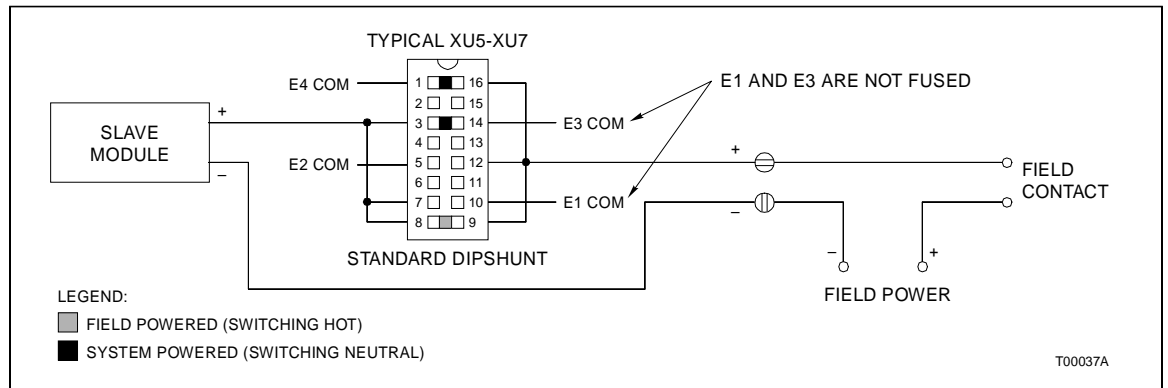 TYPICAL XU5-XU7
E4 COM
1
16
E1 AND E3 ARE NOT FUSED
2
15
SLAVE
MODULE
+
–
3
14
E3 COM
4
13
E2 COM
5
12
+
FIELD
CONTACT
6
11
7
10
E1 COM
–
8
9
STANDARD DIPSHUNT
–
+
FIELD POWER
LEGEND:
FIELD POWERED (SWITCHING HOT)
SYSTEM POWERED (SWITCHING NEUTRAL)
T00037A